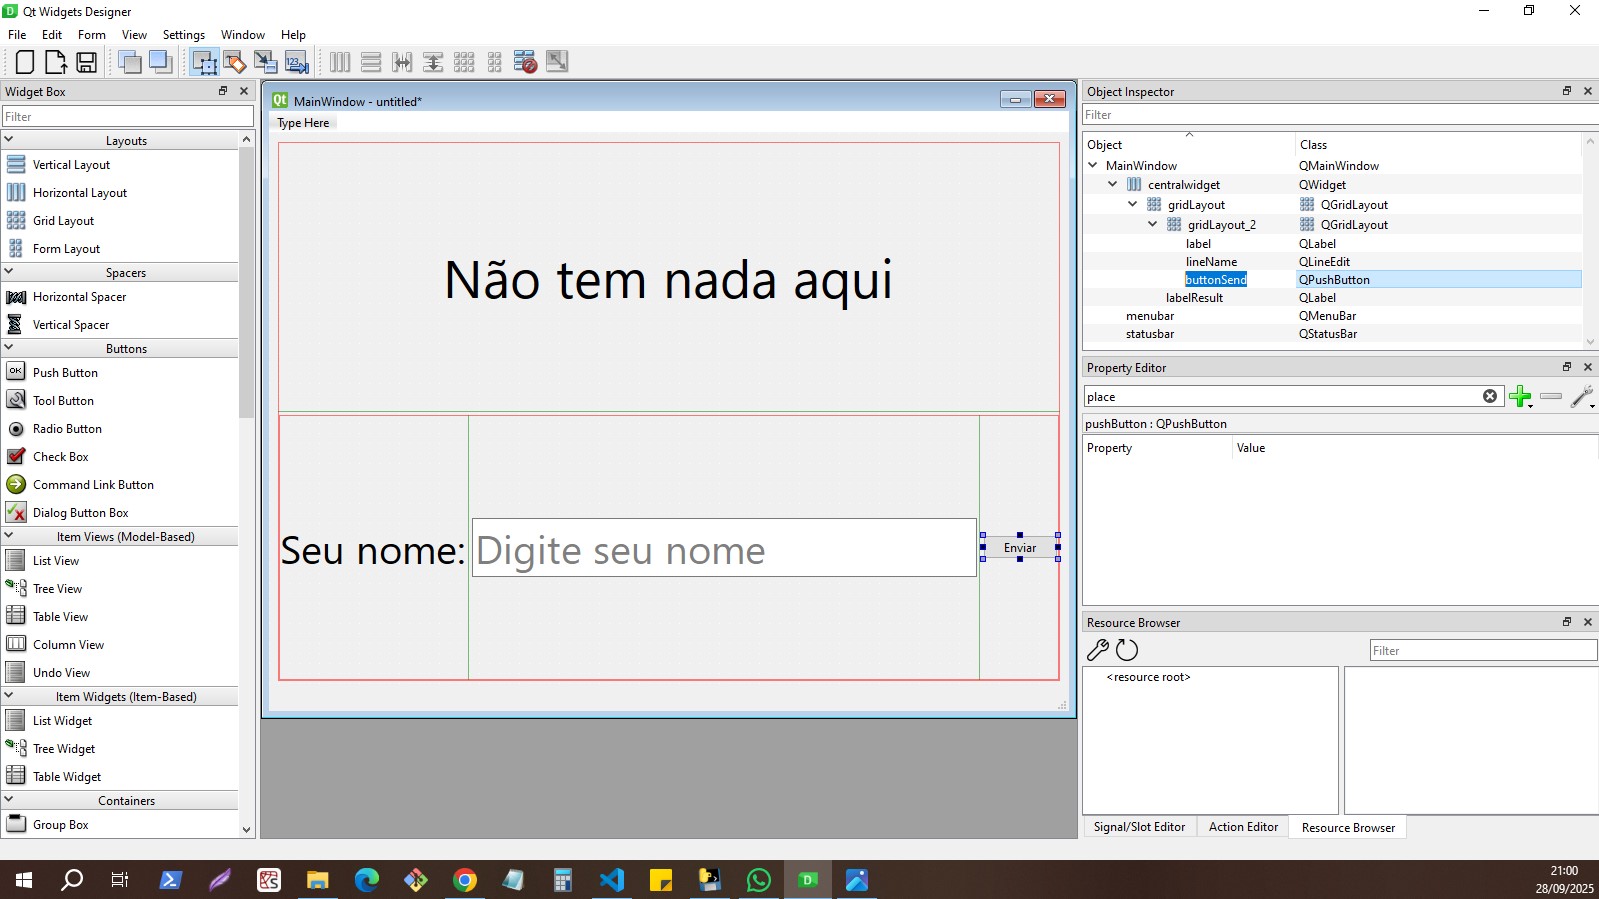 Qt Widgets Designer
File Edit Form View Settings Window Help
Widget Box
Filter
Layouts
Vertical Layout
Horizontal Layout
Grid Layout
Form Layout
Spacers
Horizontal Spacer
Vertical Spacer
Buttons
OK Push Button
Tool Button
Radio Button
Check Box
Command Link Button
Dialog Button Box
Item Views (Model-Based)
List View
Tree View
Table View
Column View
Undo View
Item Widgets (Item-Based)
List Widget
Tree Widget
Table Widget
Containers
Group Box
Qt MainWindow - untitled*
Type Here
Não tem nada aqui
Seu nome: Digite seu nome Enviar
Object Inspector
Filter
Object Class
MainWindow QMainWindow
centralwidget QWidget
gridLayout QGridLayout
gridLayout_2 QGridLayout
label QLabel
lineName QLineEdit
buttonSend QPushButton
labelResult QLabel
menubar QMenuBar
statusbar QStatusBar
Property Editor
place
pushButton : QPushButton
Property Value
Resource Browser
Filter
<resource root>
Signal/Slot Editor Action Editor Resource Browser
21:00
28/09/2025